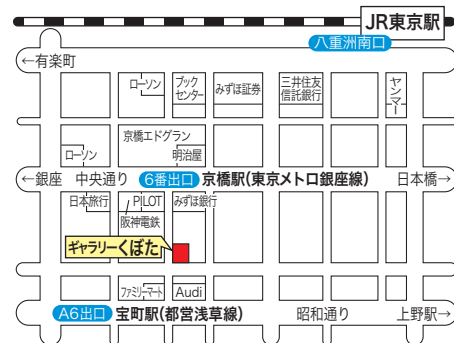 JR東京駅
八重洲南口
←有楽町
ローソン
ブック
センター
みずほ証券
三井住友
信託銀行
ヤンマー
京橋エドグラン
ローソン
明治屋
←銀座 中央通り 6番出口 京橋駅(東京メトロ銀座線) 日本橋→
日本旅行
PILOT
みずほ銀行
阪神電鉄
ギャラリーくぼた
ファミリーマート
Audi
A6出口 宝町駅(都営浅草線) 昭和通り 上野駅→